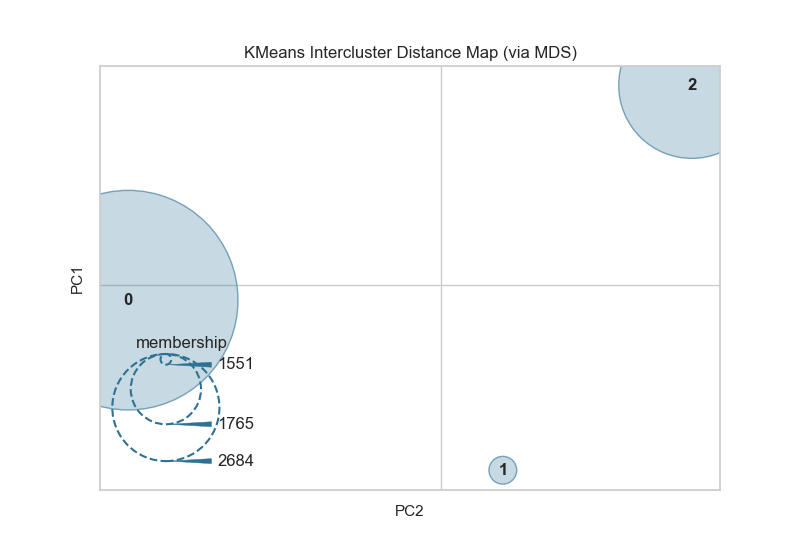 KMeans Intercluster Distance Map (via MDS)
2
PC1
0
membership
1551
1765
2684
1
PC2